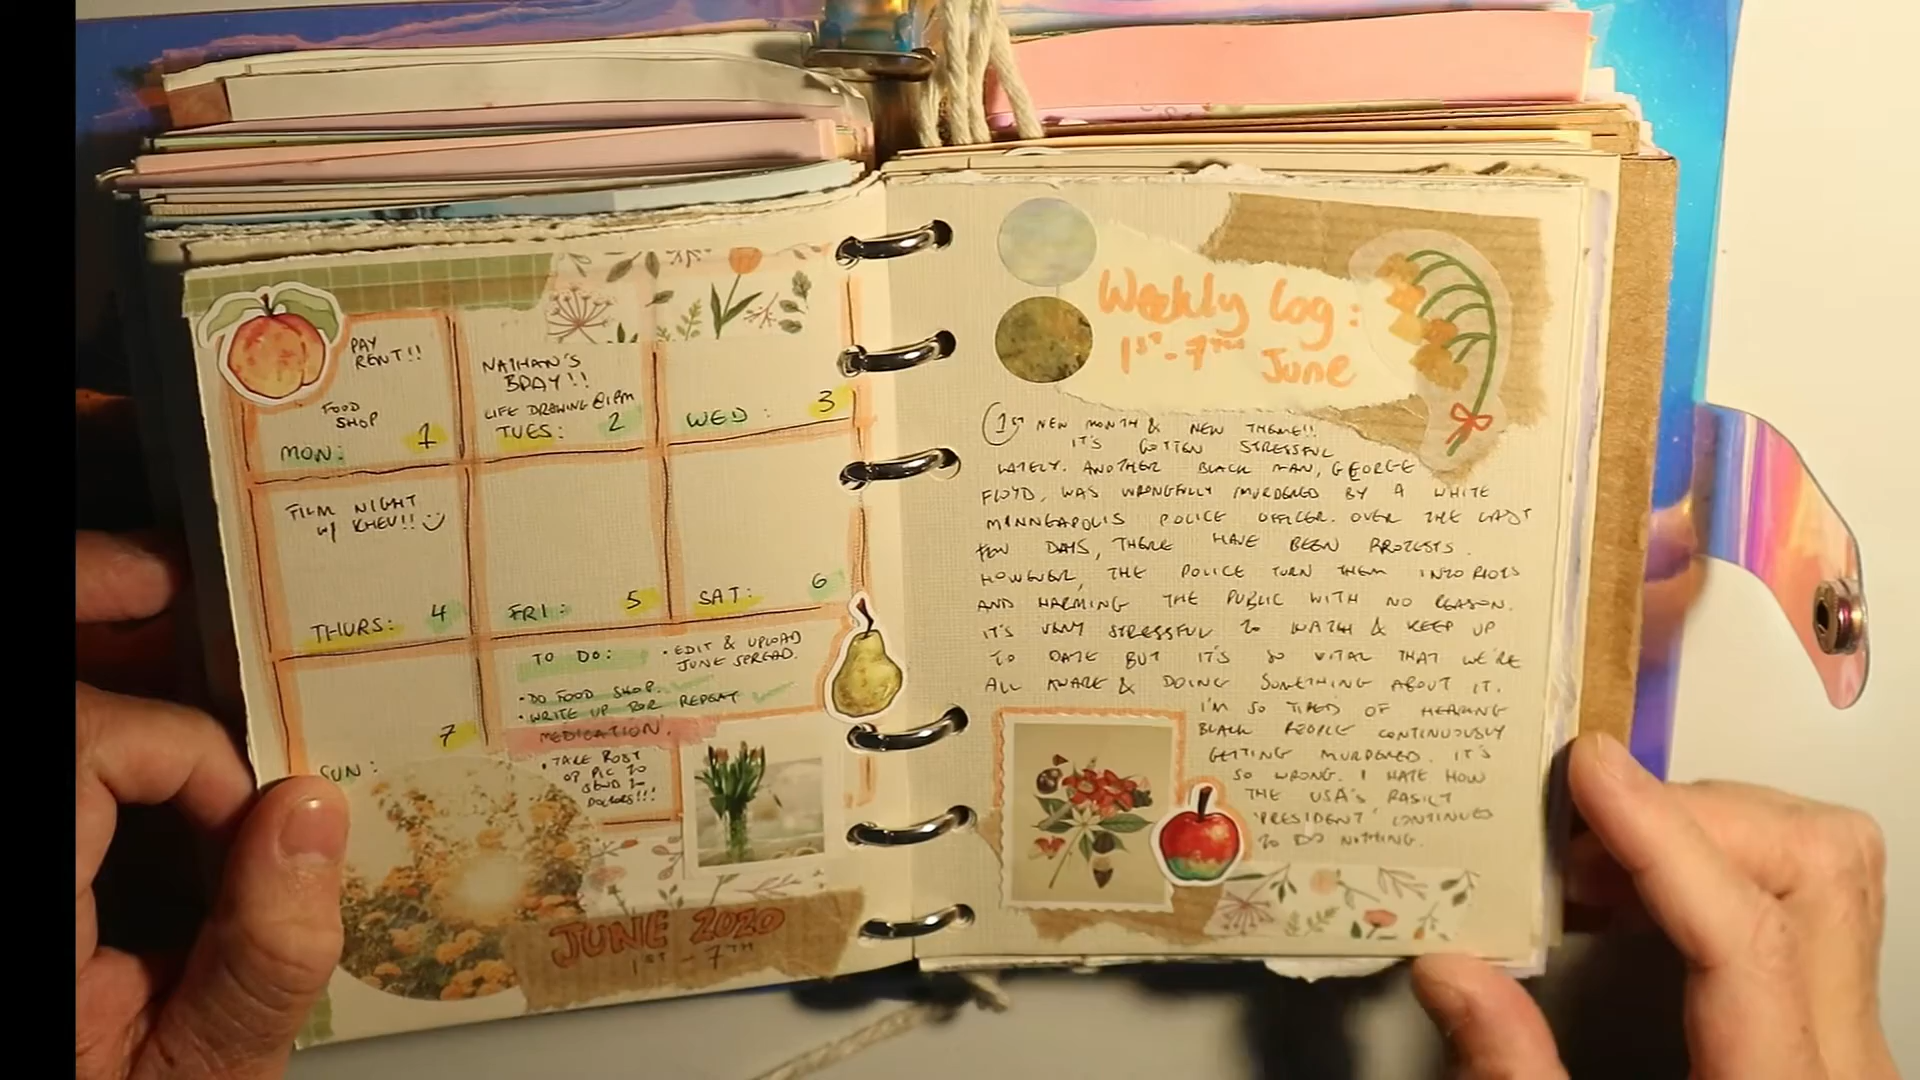 PAY
RENT!!
FOOD
SHOP
MON: 1
NATHAN'S
BDAY!!
LIFE DRAWING @1PM
TUES: 2
WED: 3
FILM NIGHT
W/ KHEV!!
THURS: 4
FRI: 5
SAT: 6
7
SUN:
TO DO:
• EDIT & UPLOAD
JUNE SPREAD.
• DO FOOD SHOP.
• WRITE UP FOR REPEAT
MEDICATION!
• TAKE BODY
OF PIC TO
SEND TO
DOCTORS!!!
JUNE 2020
1ST - 7TH
Weekly Log:
1ST - 7TH June
1ST NEW MONTH & NEW THEME!!
IT'S GOTTEN STRESSFUL
LATELY. ANOTHER BLACK MAN, GEORGE
FLOYD, WAS WRONGFULLY MURDERED BY A WHITE
MINNEAPOLIS POLICE OFFICER. OVER THE LAST
FEW DAYS, THERE HAVE BEEN PROTESTS.
HOWEVER, THE POLICE TURN THEM INTO RIOTS
AND HARMING THE PUBLIC WITH NO REASON.
IT'S VERY STRESSFUL TO WATCH & KEEP UP
TO DATE BUT IT'S SO VITAL THAT WE'RE
ALL AWARE & DOING SOMETHING ABOUT IT.
I'M SO TIRED OF HEARING
BLACK PEOPLE CONTINUOUSLY
GETTING MURDERED. IT'S
SO WRONG. I HATE HOW
THE USA'S RASICT
'PRESIDENT' CONTINUES
TO DO NOTHING.